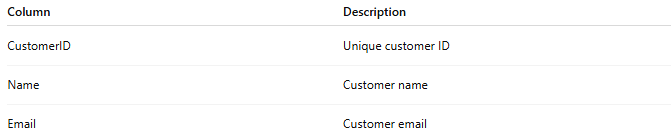 Column Description
CustomerID Unique customer ID
Name Customer name
Email Customer email